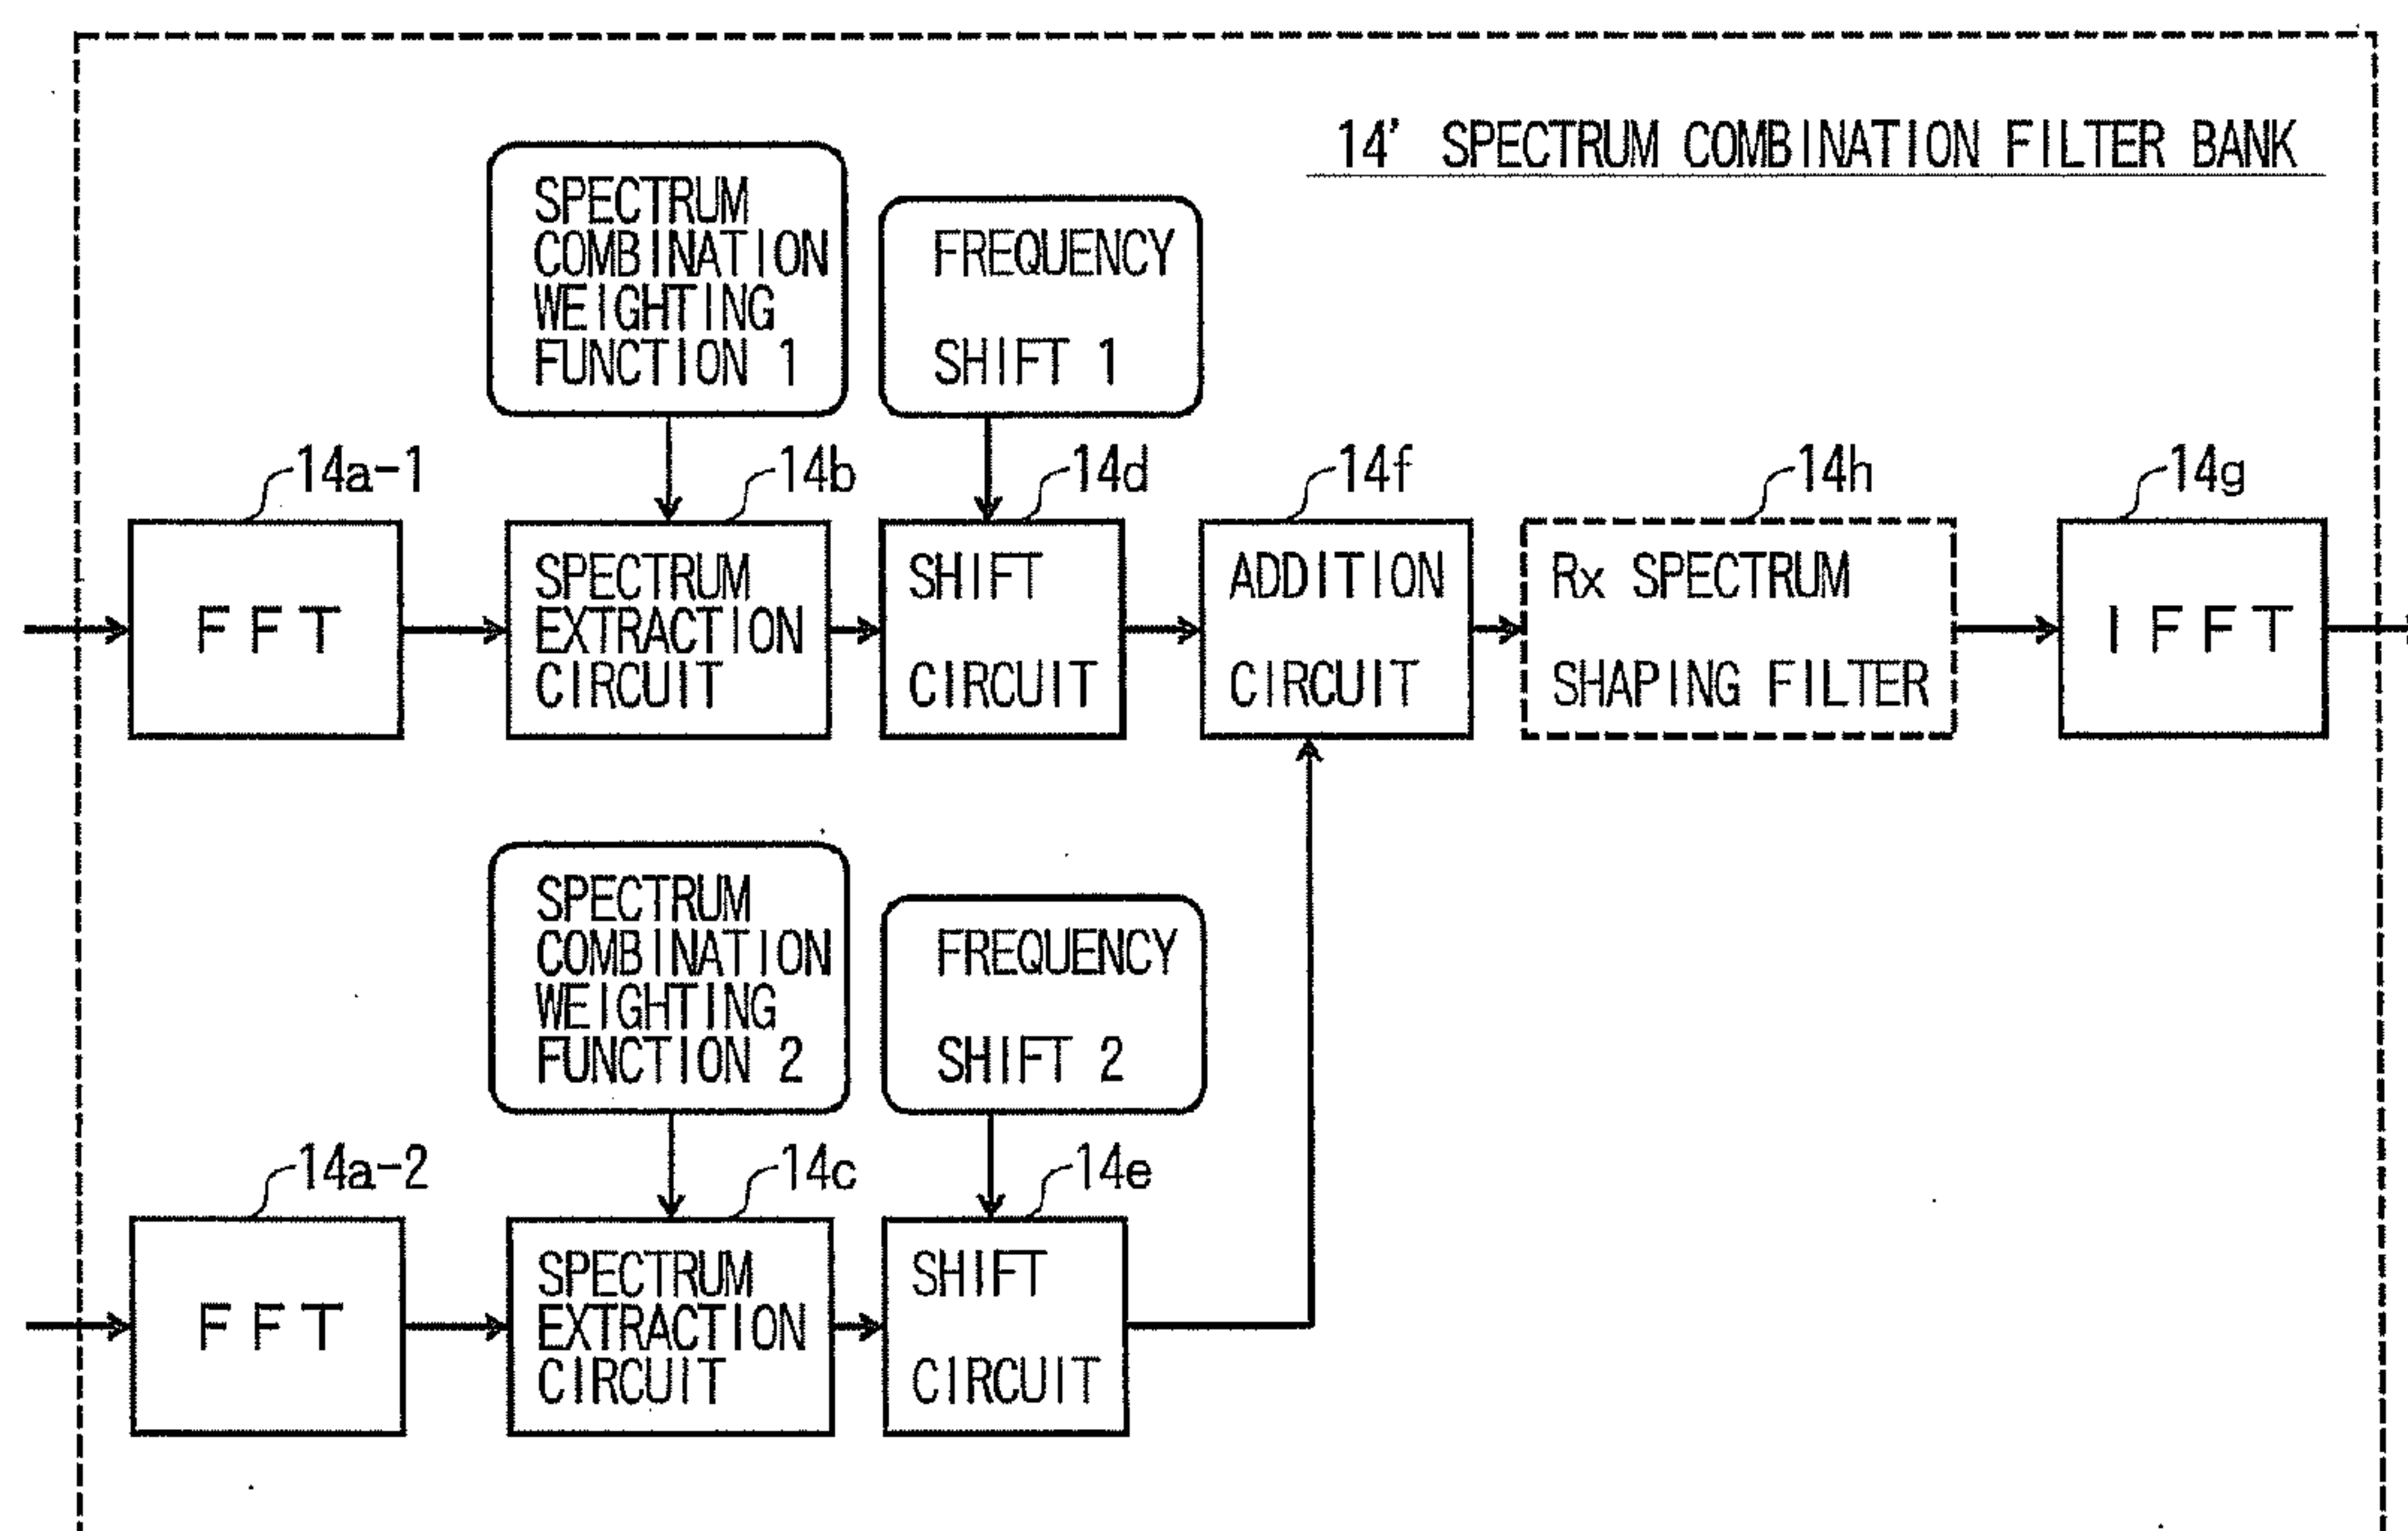 14' SPECTRUM COMBINATION FILTER BANK
SPECTRUM
COMBINATION
WEIGHTING
FUNCTION 1
FREQUENCY
SHIFT 1
14a-1
14b
14d
14f
14h
14g
FFT
SPECTRUM
EXTRACTION
CIRCUIT
SHIFT
CIRCUIT
ADDITION
CIRCUIT
Rx SPECTRUM
SHAPING FILTER
IFFT
SPECTRUM
COMBINATION
WEIGHTING
FUNCTION 2
FREQUENCY
SHIFT 2
14a-2
14c
14e
FFT
SPECTRUM
EXTRACTION
CIRCUIT
SHIFT
CIRCUIT